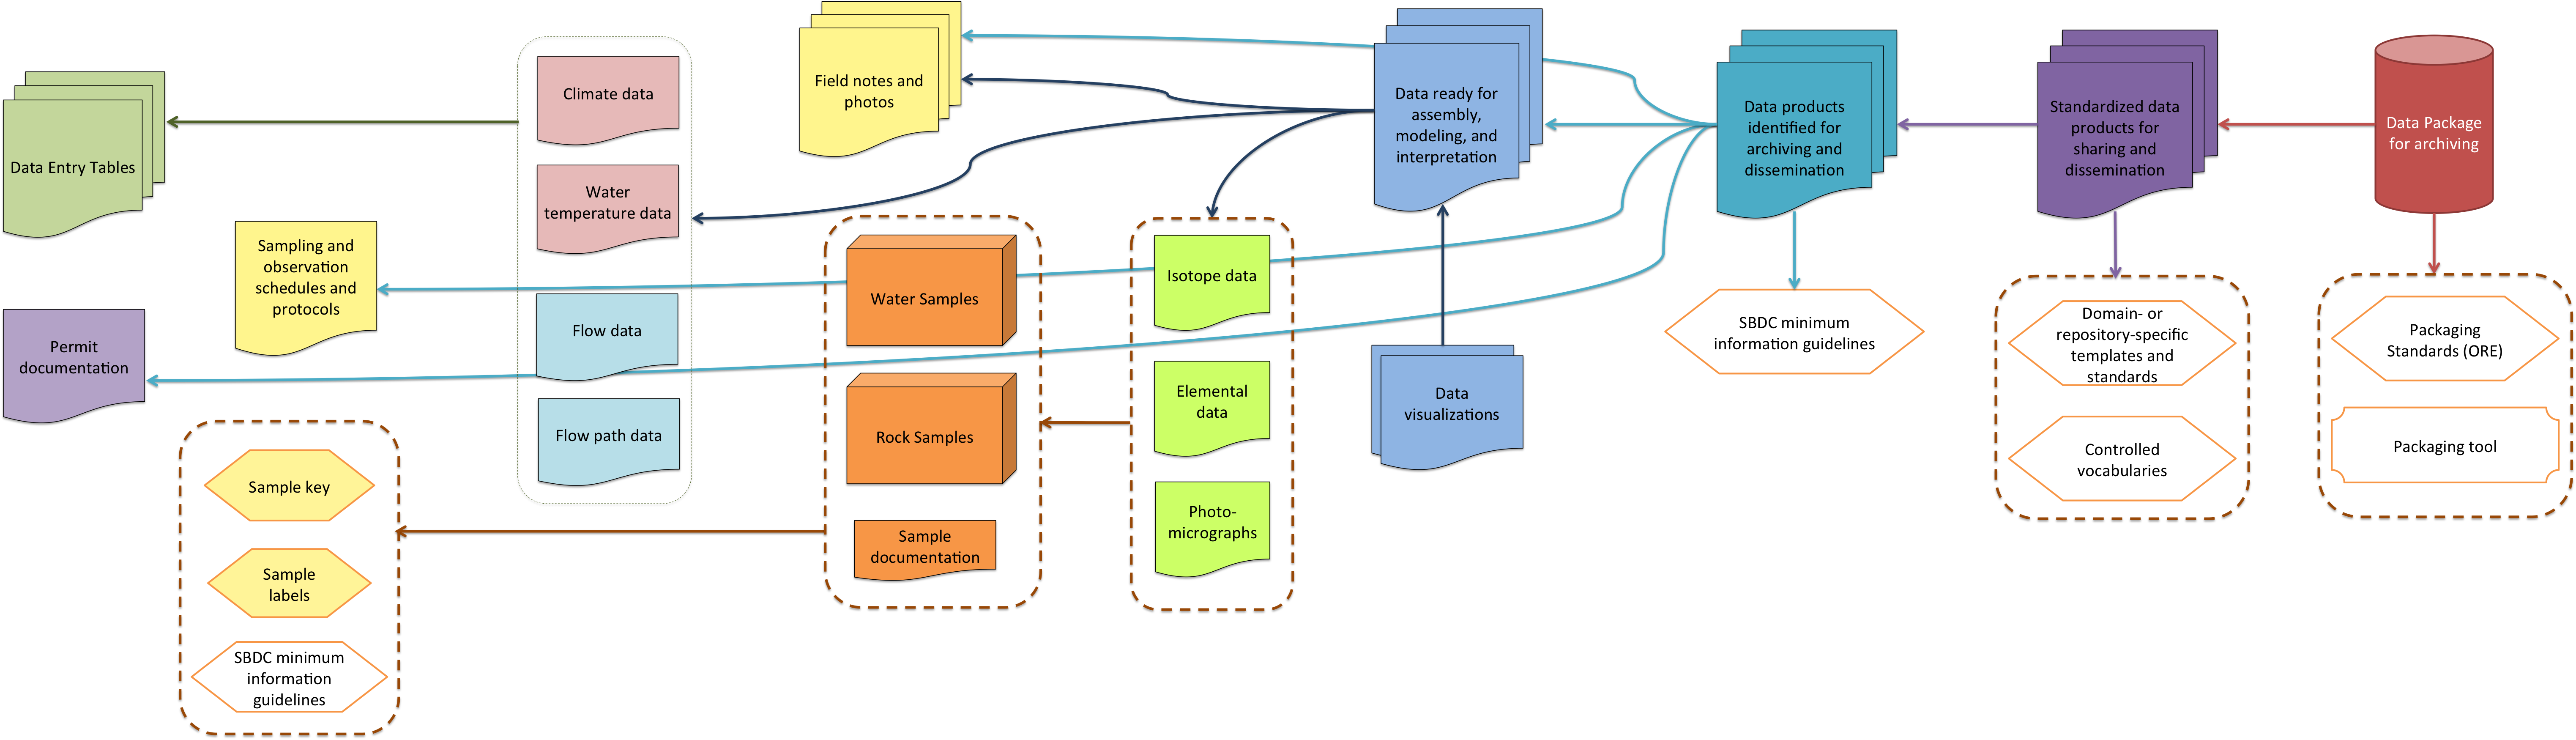 Data Entry Tables
Permit
documentation
Sampling and
observation
schedules and
protocols
Sample key
Sample
labels
SBDC minimum
information
guidelines
Climate data
Water
temperature data
Flow data
Flow path data
Field notes and
photos
Water Samples
Rock Samples
Sample
documentation
Isotope data
Elemental
data
Photo-
micrographs
Data ready for
assembly,
modeling, and
interpretation
Data
visualizations
Data products
identified for
archiving and
dissemination
SBDC minimum
information guidelines
Standardized data
products for
sharing and
dissemination
Domain- or
repository-specific
templates and
standards
Controlled
vocabularies
Data Package
for archiving
Packaging
Standards (ORE)
Packaging tool